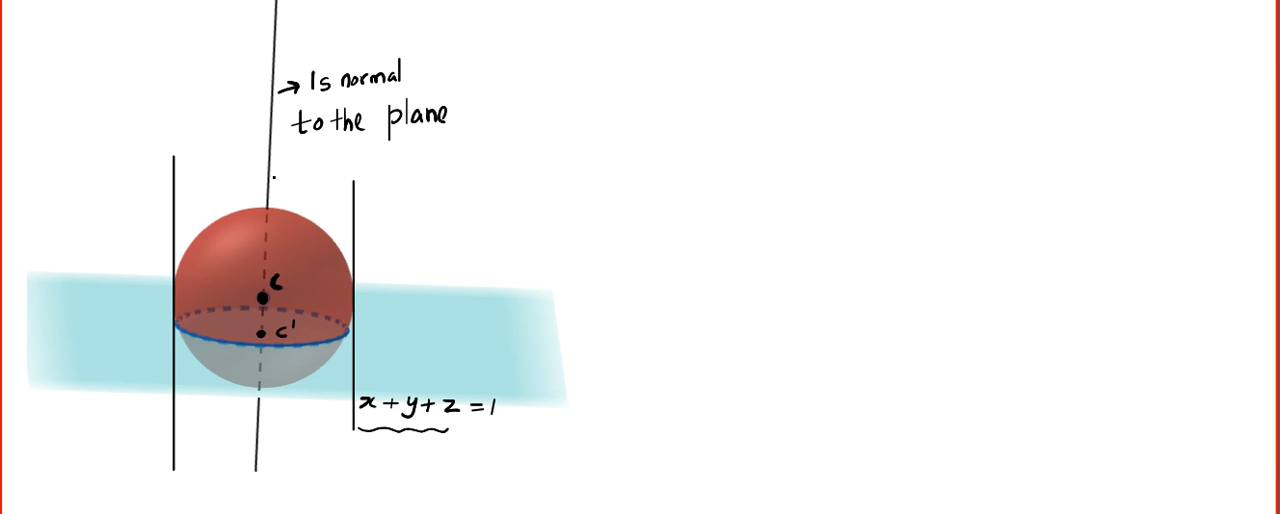 → Is normal
to the plane
C
C'
x+y+z=1